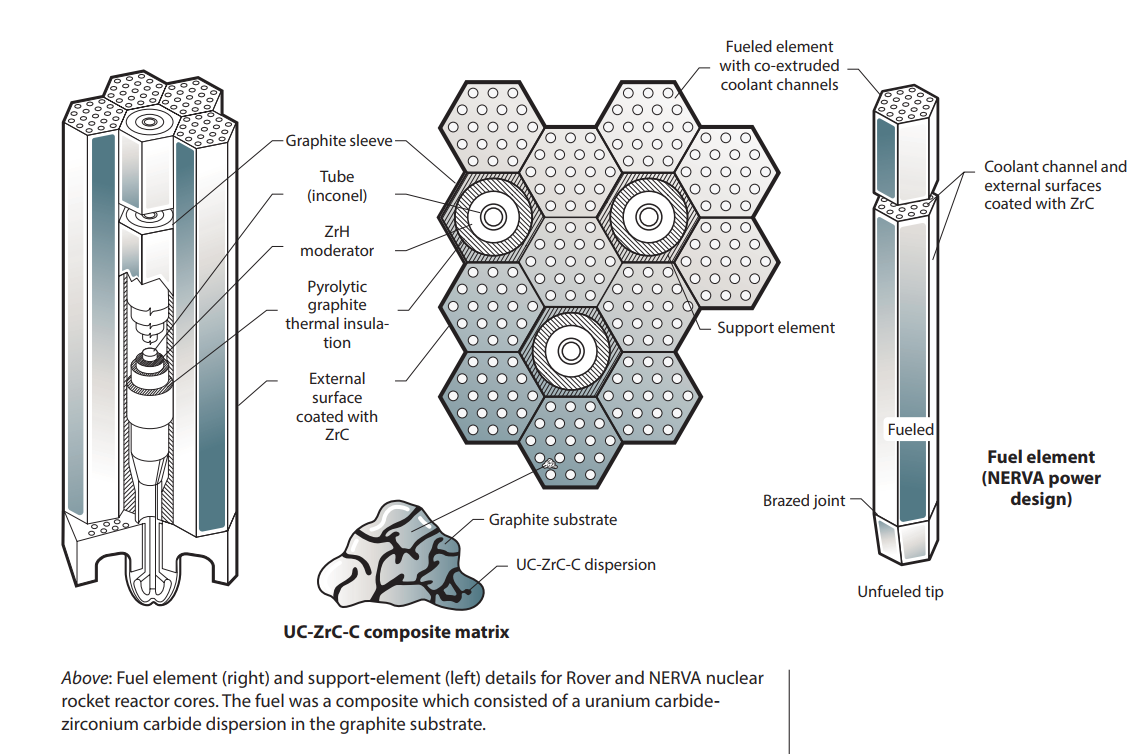 Fueled element
with co-extruded
coolant channels
Graphite sleeve
Tube
(inconel)
ZrH
moderator
Pyrolytic
graphite
thermal insula-
tion
External
surface
coated with
ZrC
Coolant channel and
external surfaces
coated with ZrC
Support element
Fueled
Fuel element
(NERVA power
design)
Brazed joint
Unfueled tip
Graphite substrate
UC-ZrC-C dispersion
UC-ZrC-C composite matrix
Above: Fuel element (right) and support-element (left) details for Rover and NERVA nuclear
rocket reactor cores. The fuel was a composite which consisted of a uranium carbide-
zirconium carbide dispersion in the graphite substrate.